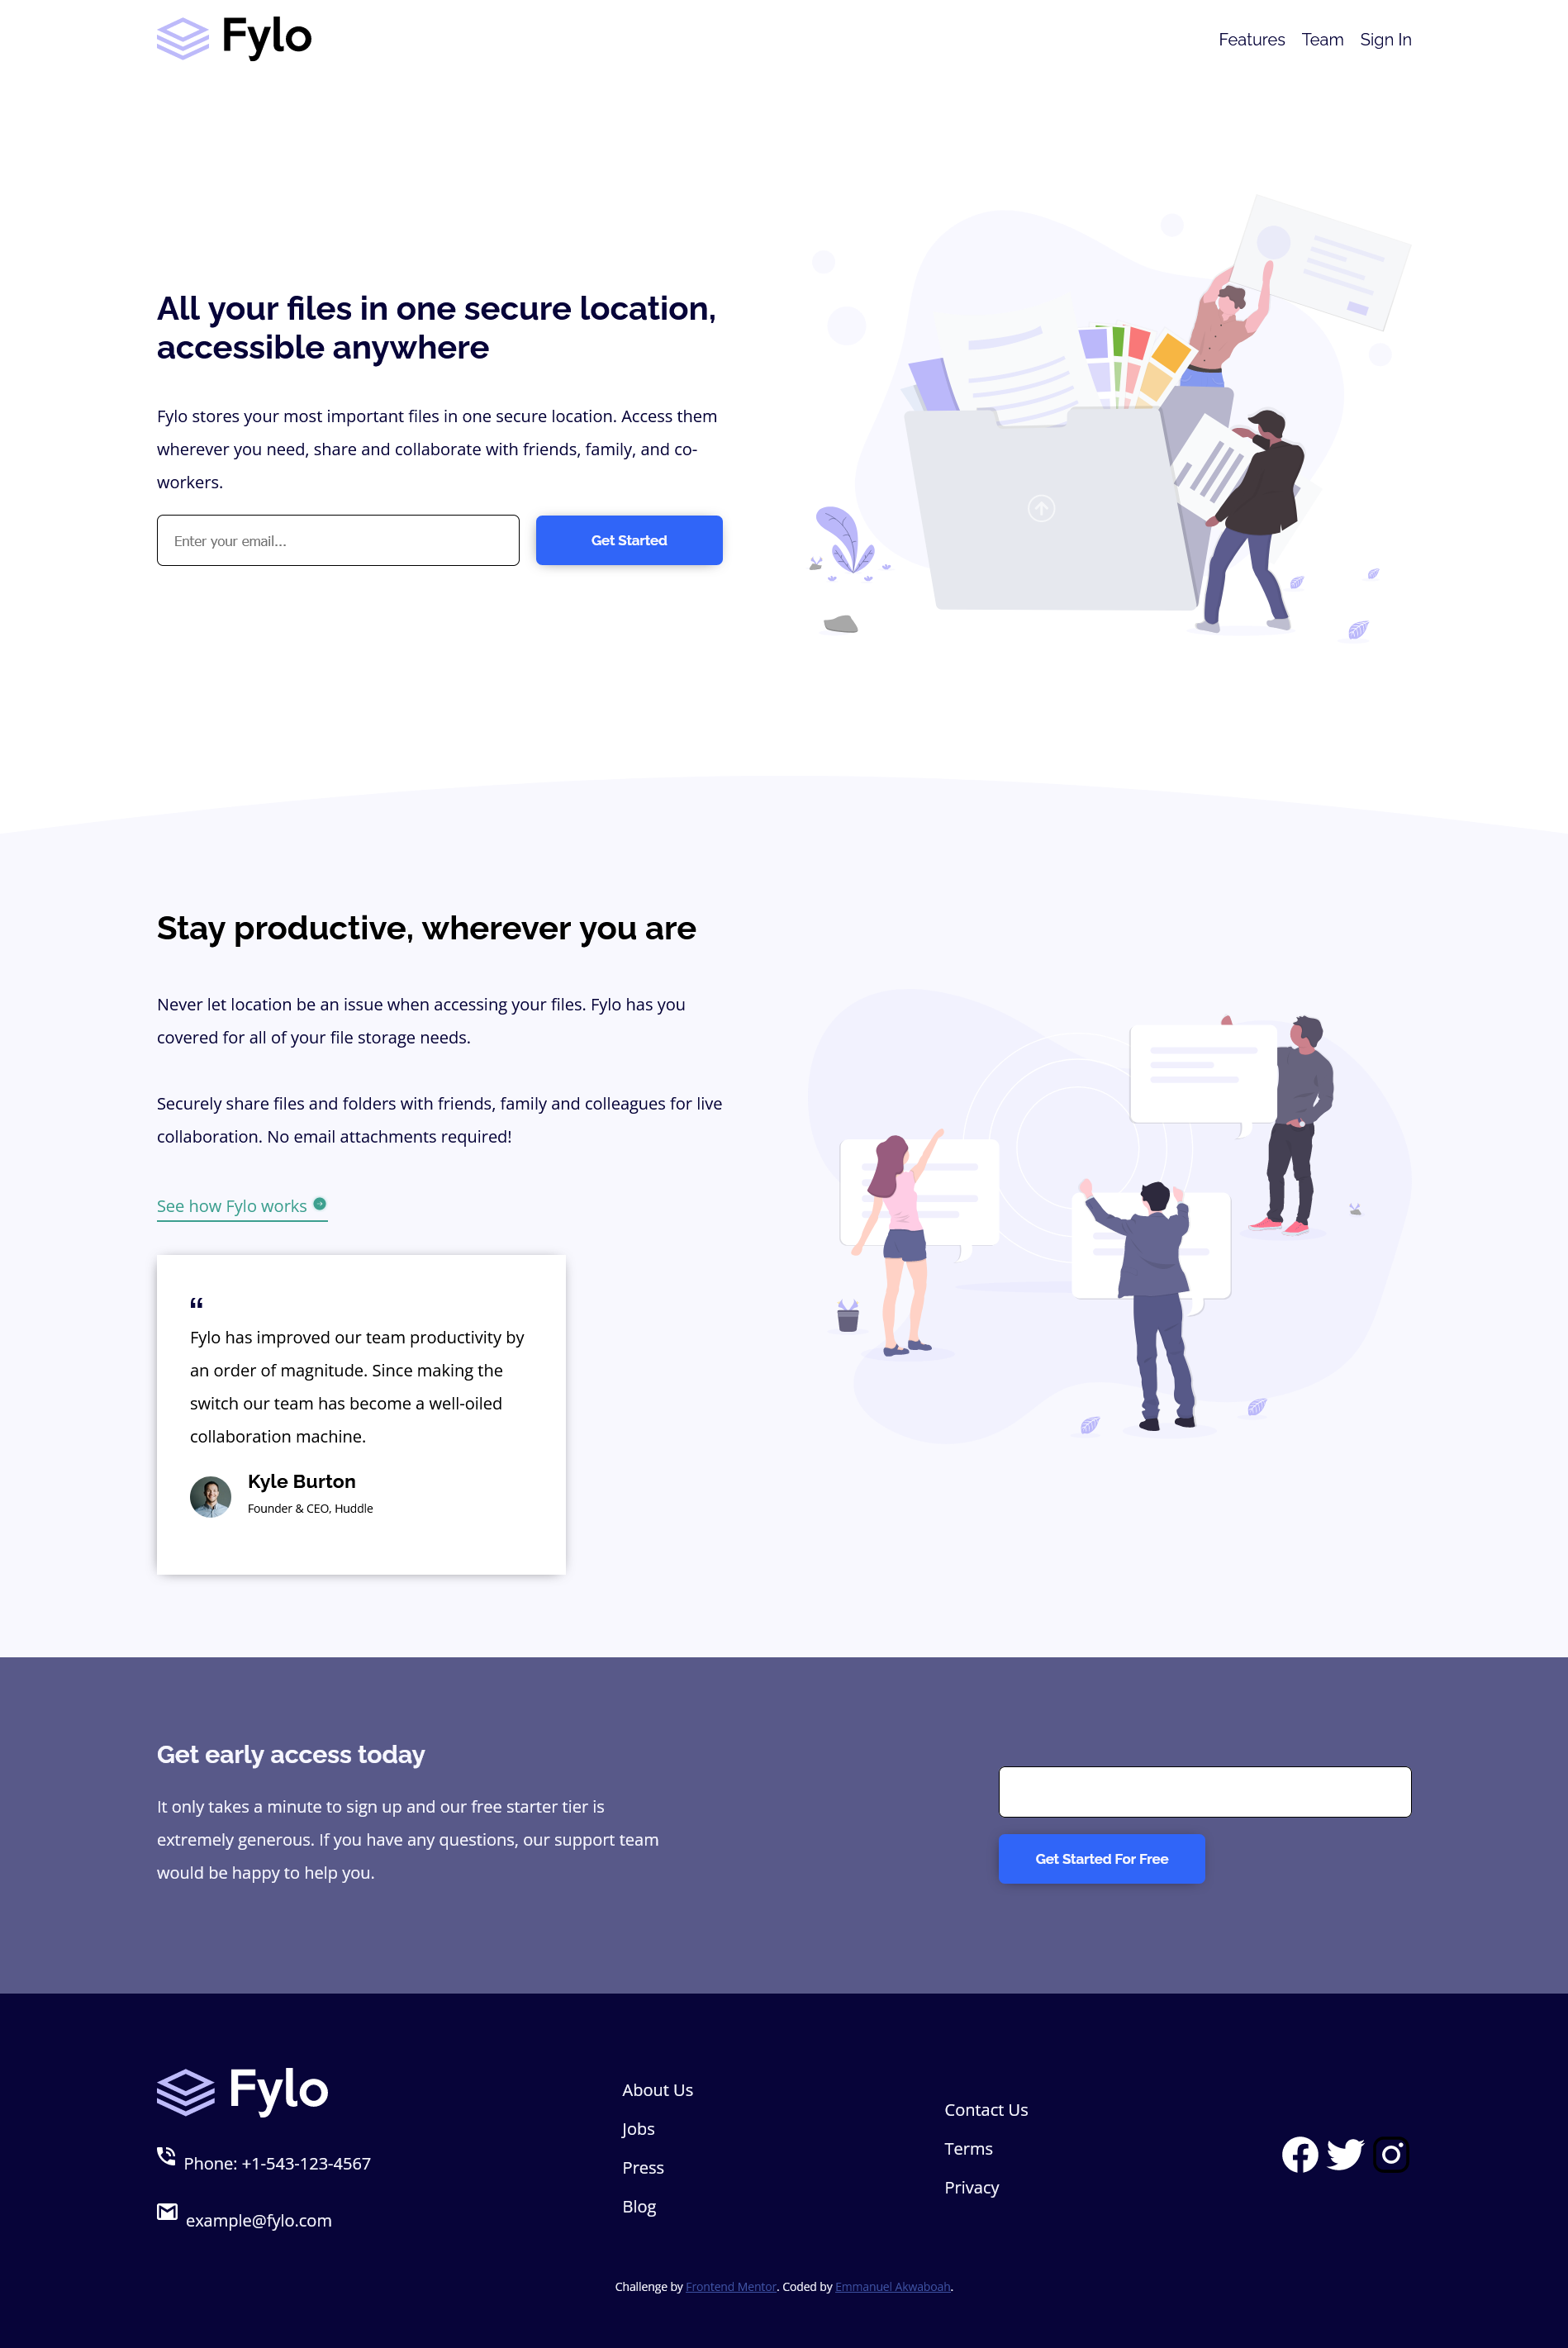 Fylo
Features Team Sign In
All your files in one secure location,
accessible anywhere
Fylo stores your most important files in one secure location. Access them
wherever you need, share and collaborate with friends, family, and co-
workers.
Enter your email...
Get Started
Stay productive, wherever you are
Never let location be an issue when accessing your files. Fylo has you
covered for all of your file storage needs.
Securely share files and folders with friends, family and colleagues for live
collaboration. No email attachments required!
See how Fylo works
“
Fylo has improved our team productivity by
an order of magnitude. Since making the
switch our team has become a well-oiled
collaboration machine.
Kyle Burton
Founder & CEO, Huddle
Get early access today
It only takes a minute to sign up and our free starter tier is
extremely generous. If you have any questions, our support team
would be happy to help you.
Get Started For Free
Fylo
Phone: +1-543-123-4567
example@fylo.com
About Us
Jobs
Press
Blog
Contact Us
Terms
Privacy
Challenge by Frontend Mentor. Coded by Emmanuel Akwaboah.